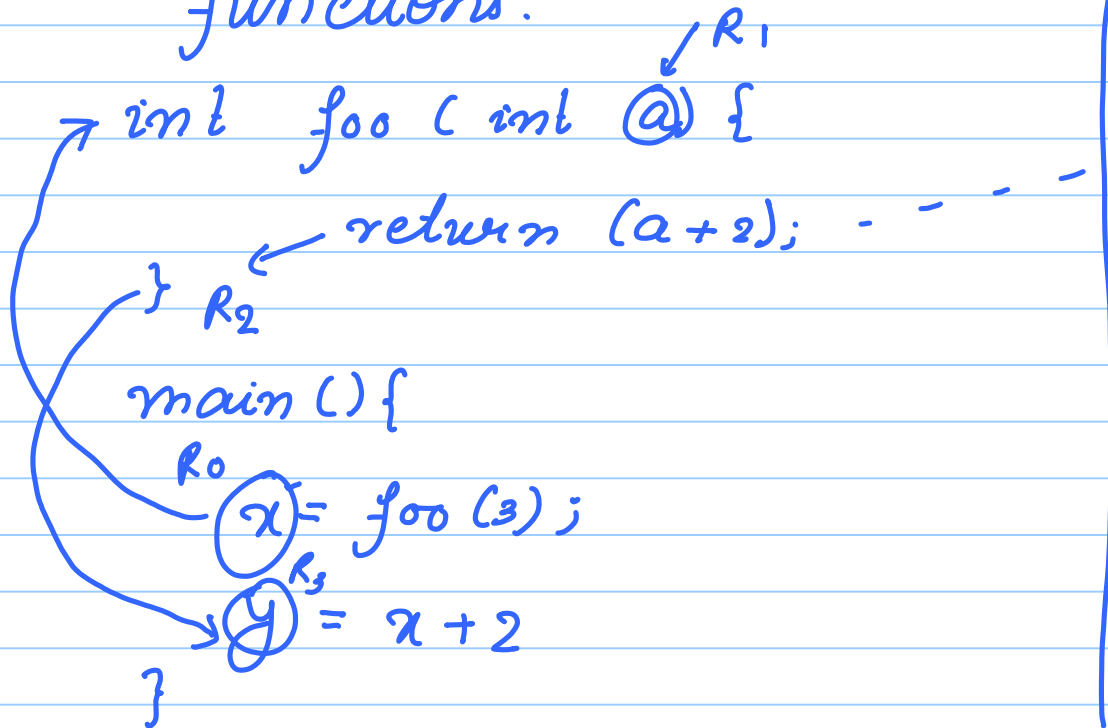 functions.
R1
int foo ( int a) {
return (a+2);
} R2
main () {
R0
x = foo (3) ;
R3
y = x + 2
}